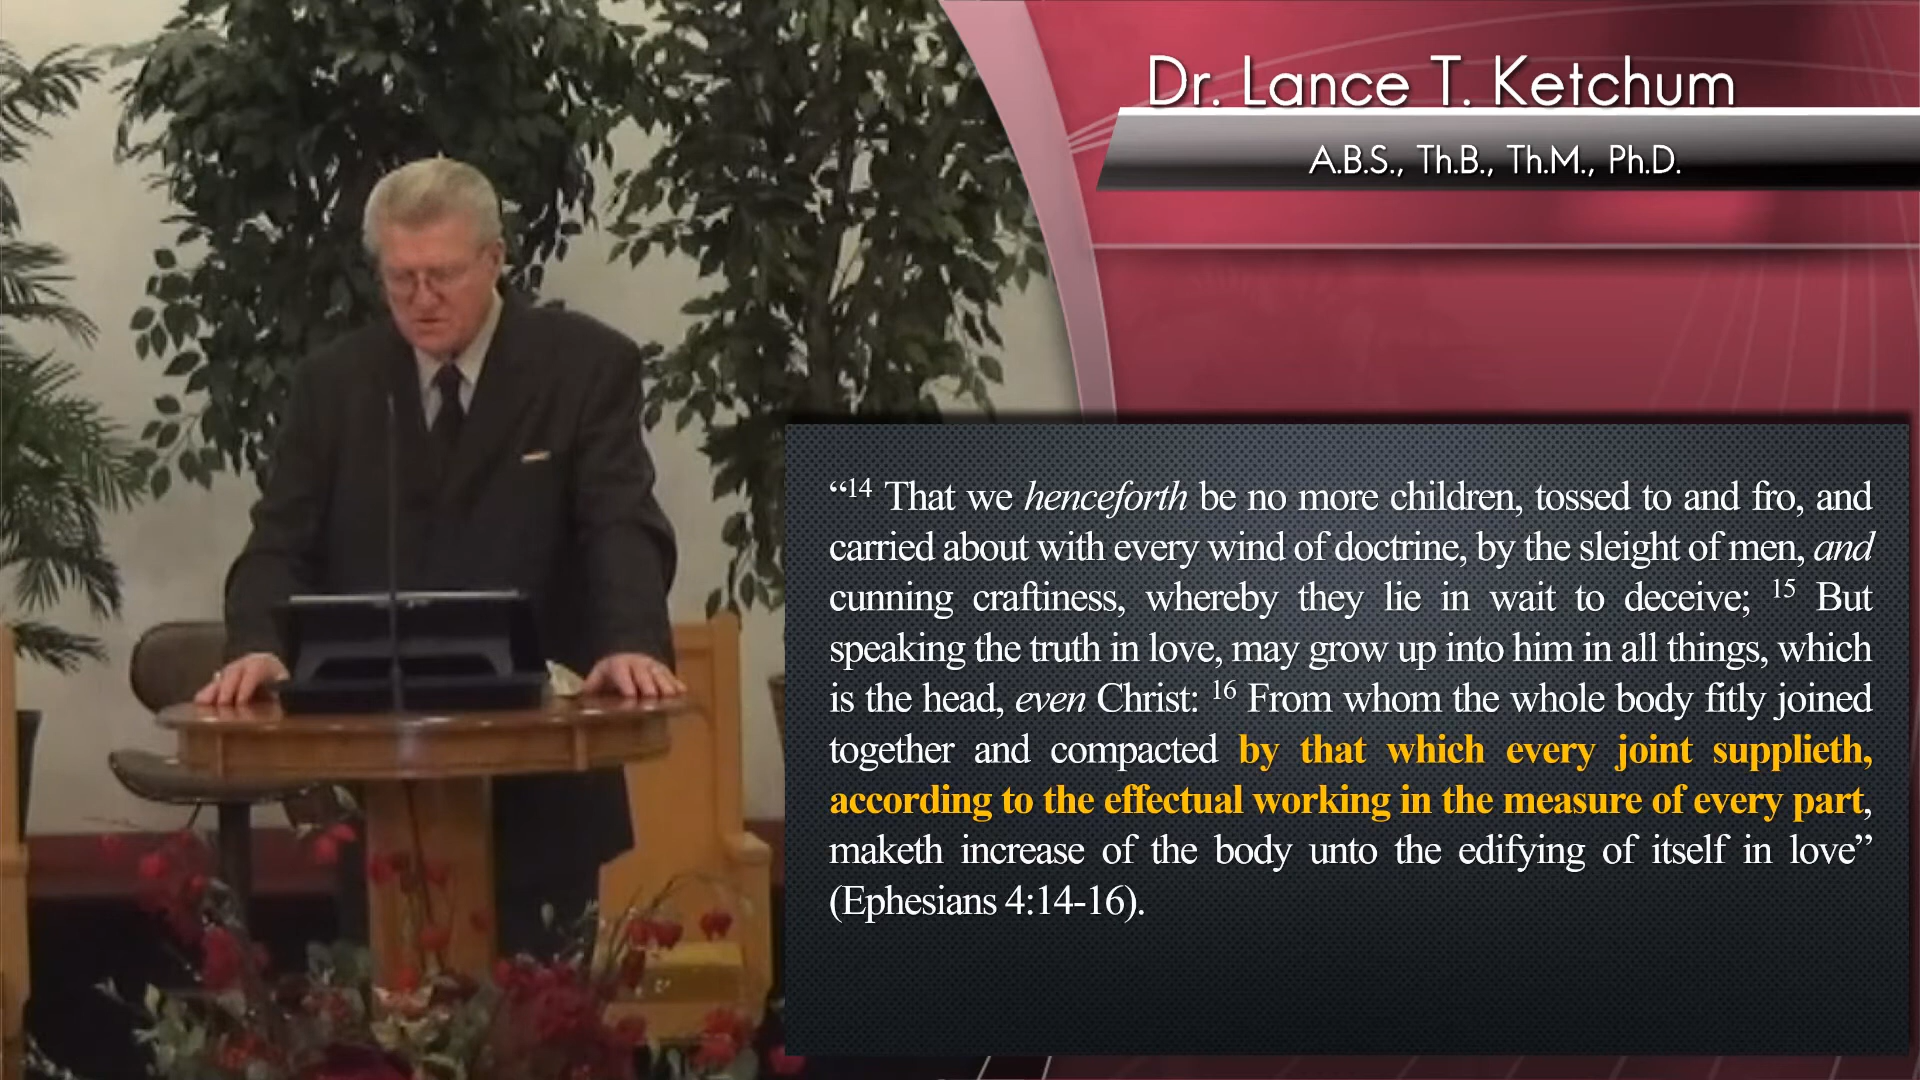 Dr. Lance T. Ketchum
A.B.S., Th.B., Th.M., Ph.D.
“14 That we henceforth be no more children, tossed to and fro, and
carried about with every wind of doctrine, by the sleight of men, and
cunning craftiness, whereby they lie in wait to deceive; 15 But
speaking the truth in love, may grow up into him in all things, which
is the head, even Christ: 16 From whom the whole body fitly joined
together and compacted by that which every joint supplieth,
according to the effectual working in the measure of every part,
maketh increase of the body unto the edifying of itself in love”
(Ephesians 4:14-16).